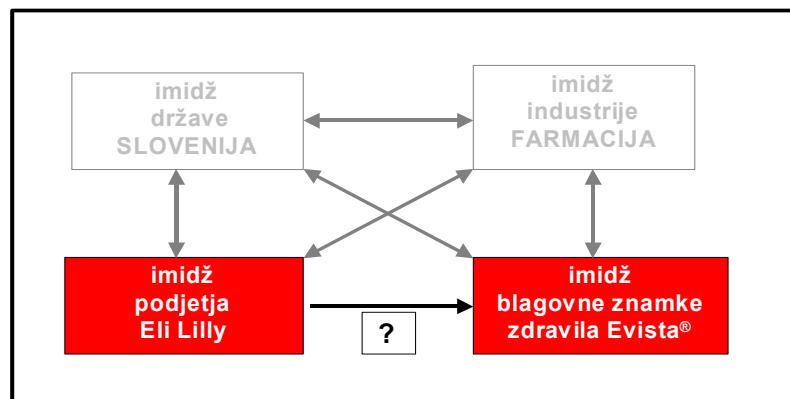 imidž
države
SLOVENIJA
imidž
industrije
FARMACIJA
imidž
podjetja
Eli Lilly
?
imidž
blagovne znamke
zdravila Evista®